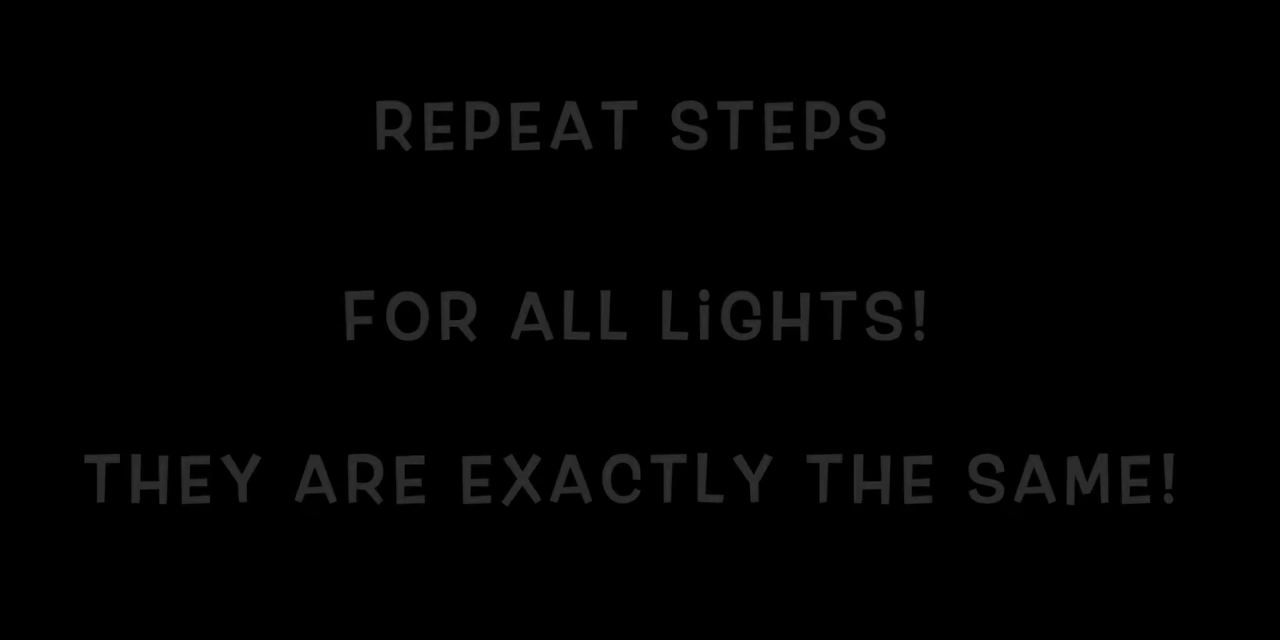 REPEAT STEPS
FOR ALL LiGHTS!
THEY ARE EXACTLY THE SAME!